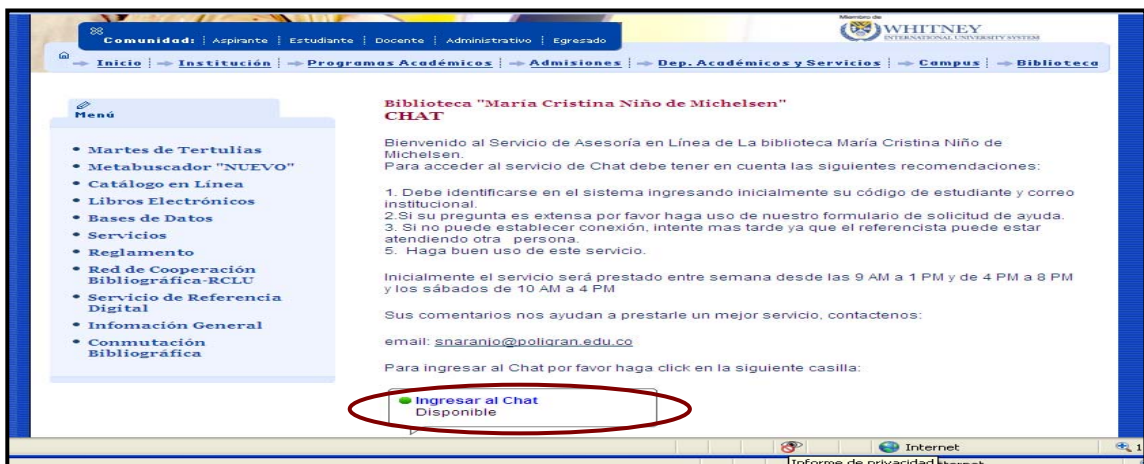 Miembro de
WHITNEY
INTERNATIONAL UNIVERSITY SYSTEM
Comunidad: Aspirante Estudiante Docente Administrativo Egresado
Inicio Institución Programas Académicos Admisiones Dep. Académicos y Servicios Campus Biblioteca
Menú
• Martes de Tertulias
• Metabuscador "NUEVO"
• Catálogo en Línea
• Libros Electrónicos
• Bases de Datos
• Servicios
• Reglamento
• Red de Cooperación
Bibliográfica-RCLU
• Servicio de Referencia
Digital
• Infomación General
• Conmutación
Bibliográfica
Biblioteca "María Cristina Niño de Michelsen"
CHAT
Bienvenido al Servicio de Asesoría en Línea de La biblioteca María Cristina Niño de
Michelsen.
Para acceder al servicio de Chat debe tener en cuenta las siguientes recomendaciones:
1. Debe identificarse en el sistema ingresando inicialmente su código de estudiante y correo
institucional.
2.Si su pregunta es extensa por favor haga uso de nuestro formulario de solicitud de ayuda.
3. Si no puede establecer conexión, intente mas tarde ya que el referencista puede estar
atendiendo otra persona.
5. Haga buen uso de este servicio.
Inicialmente el servicio será prestado entre semana desde las 9 AM a 1 PM y de 4 PM a 8 PM
y los sábados de 10 AM a 4 PM
Sus comentarios nos ayudan a prestarle un mejor servicio, contactenos:
email: snaranjo@poligran.edu.co
Para ingresar al Chat por favor haga click en la siguiente casilla:
Ingresar al Chat
Disponible
Internet
1
Informe de privacidad